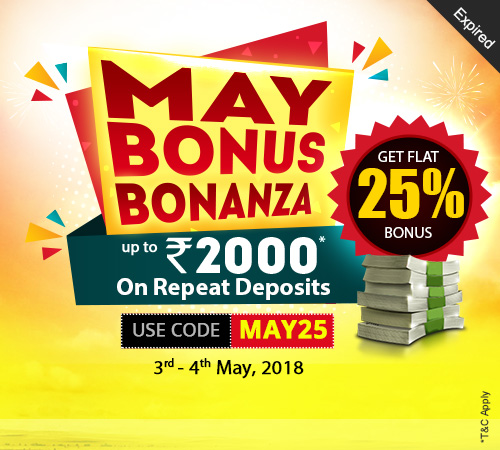 Expired
MAY
BONUS
BONANZA
up to ₹2000*
On Repeat Deposits
GET FLAT
25%
BONUS
USE CODE MAY25
3rd - 4th May, 2018
*T&C Apply